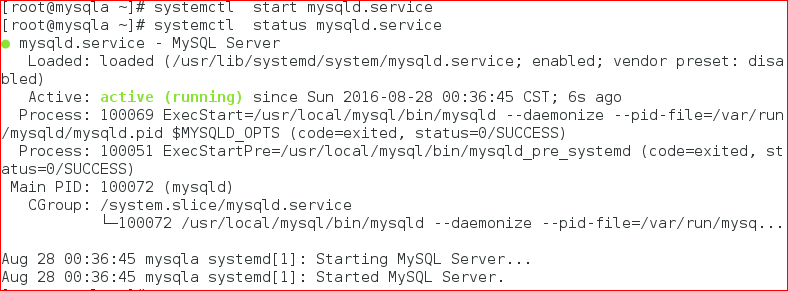 [root@mysqla ~]# systemctl  start mysqld.service
[root@mysqla ~]# systemctl  status mysqld.service
● mysqld.service - MySQL Server
   Loaded: loaded (/usr/lib/systemd/system/mysqld.service; enabled; vendor preset: disa
bled)
   Active: active (running) since Sun 2016-08-28 00:36:45 CST; 6s ago
  Process: 100069 ExecStart=/usr/local/mysql/bin/mysqld --daemonize --pid-file=/var/run
/mysqld/mysqld.pid $MYSQLD_OPTS (code=exited, status=0/SUCCESS)
  Process: 100051 ExecStartPre=/usr/local/mysql/bin/mysqld_pre_systemd (code=exited, st
atus=0/SUCCESS)
 Main PID: 100072 (mysqld)
   CGroup: /system.slice/mysqld.service
           └─100072 /usr/local/mysql/bin/mysqld --daemonize --pid-file=/var/run/mysq...

Aug 28 00:36:45 mysqla systemd[1]: Starting MySQL Server...
Aug 28 00:36:45 mysqla systemd[1]: Started MySQL Server.